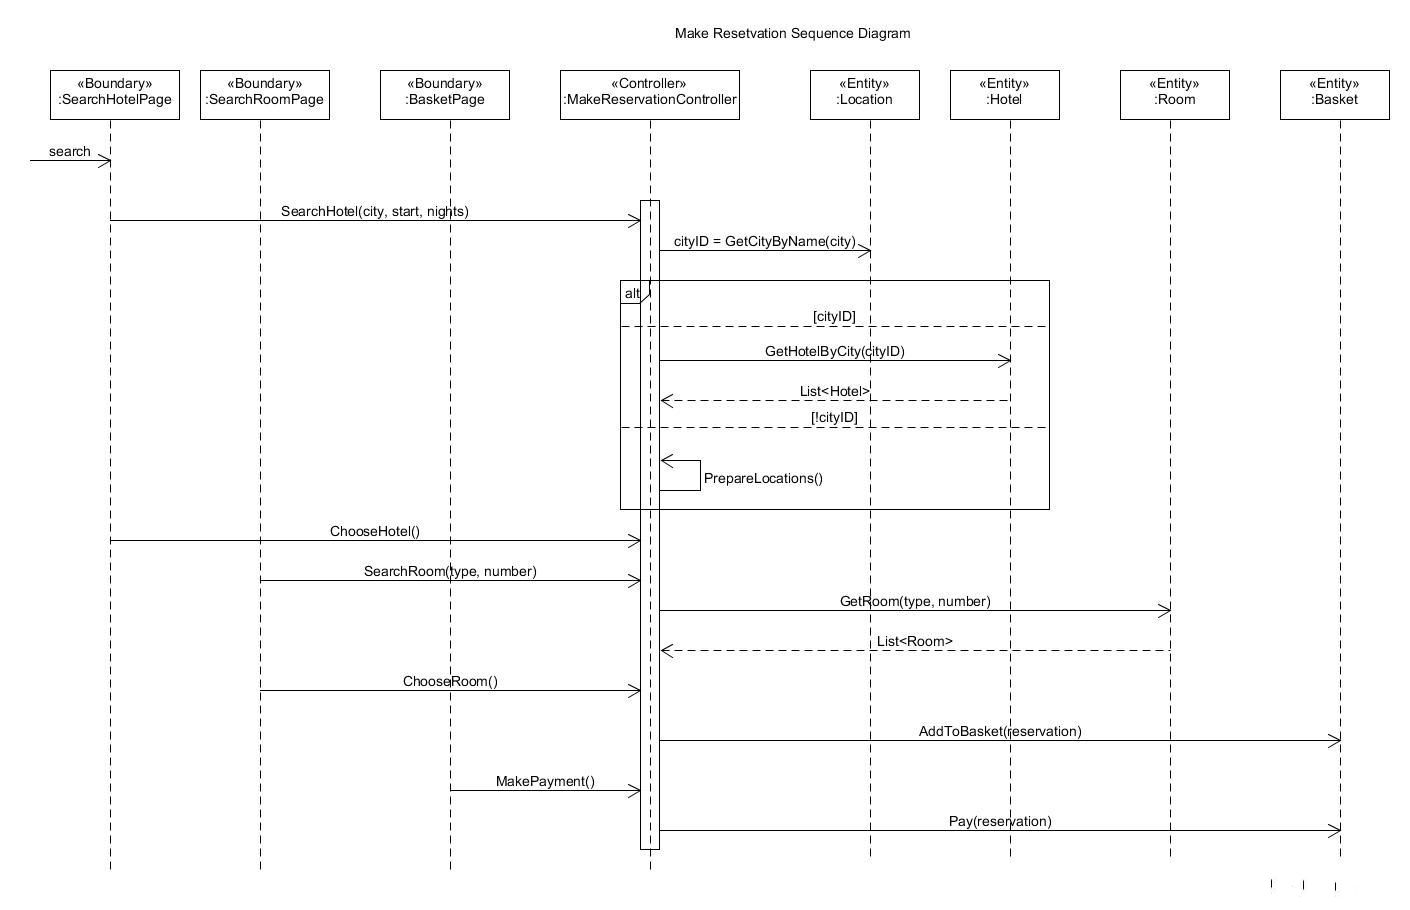 Make Resetvation Sequence Diagram
«Boundary»
:SearchHotelPage
«Boundary»
:SearchRoomPage
«Boundary»
:BasketPage
«Controller»
:MakeReservationController
«Entity»
:Location
«Entity»
:Hotel
«Entity»
:Room
«Entity»
:Basket
search
SearchHotel(city, start, nights)
cityID = GetCityByName(city)
alt
[cityID]
GetHotelByCity(cityID)
List<Hotel>
[!cityID]
PrepareLocations()
ChooseHotel()
SearchRoom(type, number)
GetRoom(type, number)
List<Room>
ChooseRoom()
AddToBasket(reservation)
MakePayment()
Pay(reservation)